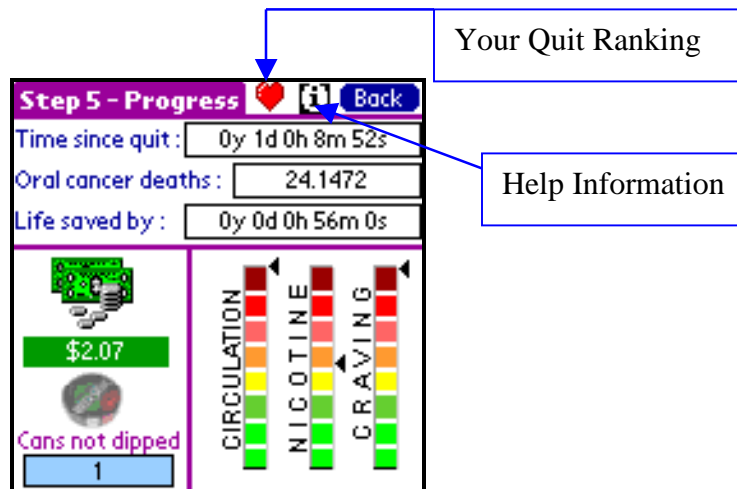 Your Quit Ranking
Step 5 - Progress [i] Back
Help Information
Time since quit : 0y 1d 0h 8m 52s
Oral cancer deaths : 24.1472
Life saved by : 0y 0d 0h 56m 0s
$2.07
Cans not dipped
1
CIRCULATION
NICOTINE
CRAVING